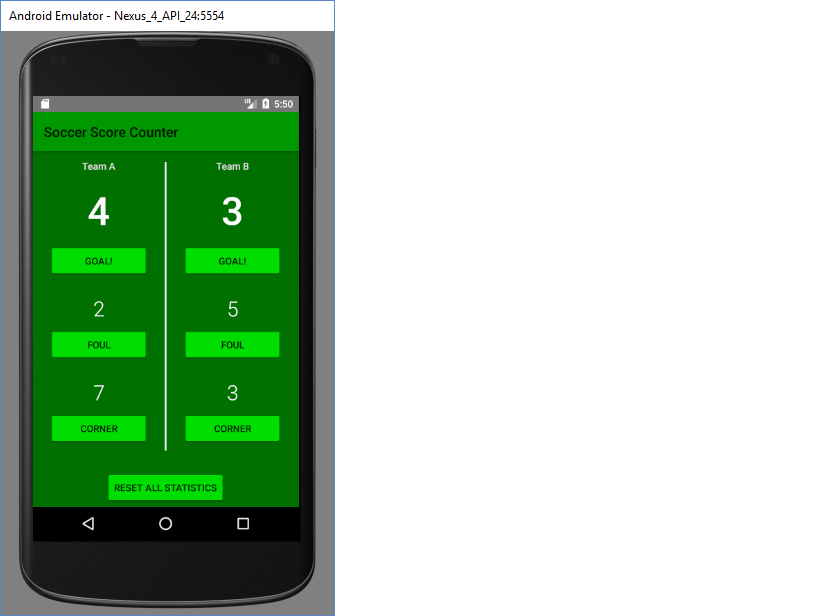 Android Emulator - Nexus_4_API_24:5554
LTE 5:50
Soccer Score Counter
Team A Team B
4 3
GOAL! GOAL!
2 5
FOUL FOUL
7 3
CORNER CORNER
RESET ALL STATISTICS